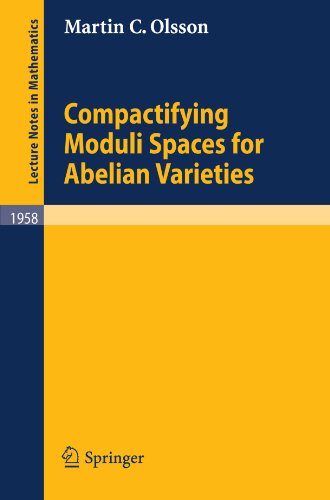 Martin C. Olsson
Lecture Notes in Mathematics
Compactifying
Moduli Spaces for
Abelian Varieties
1958
Springer